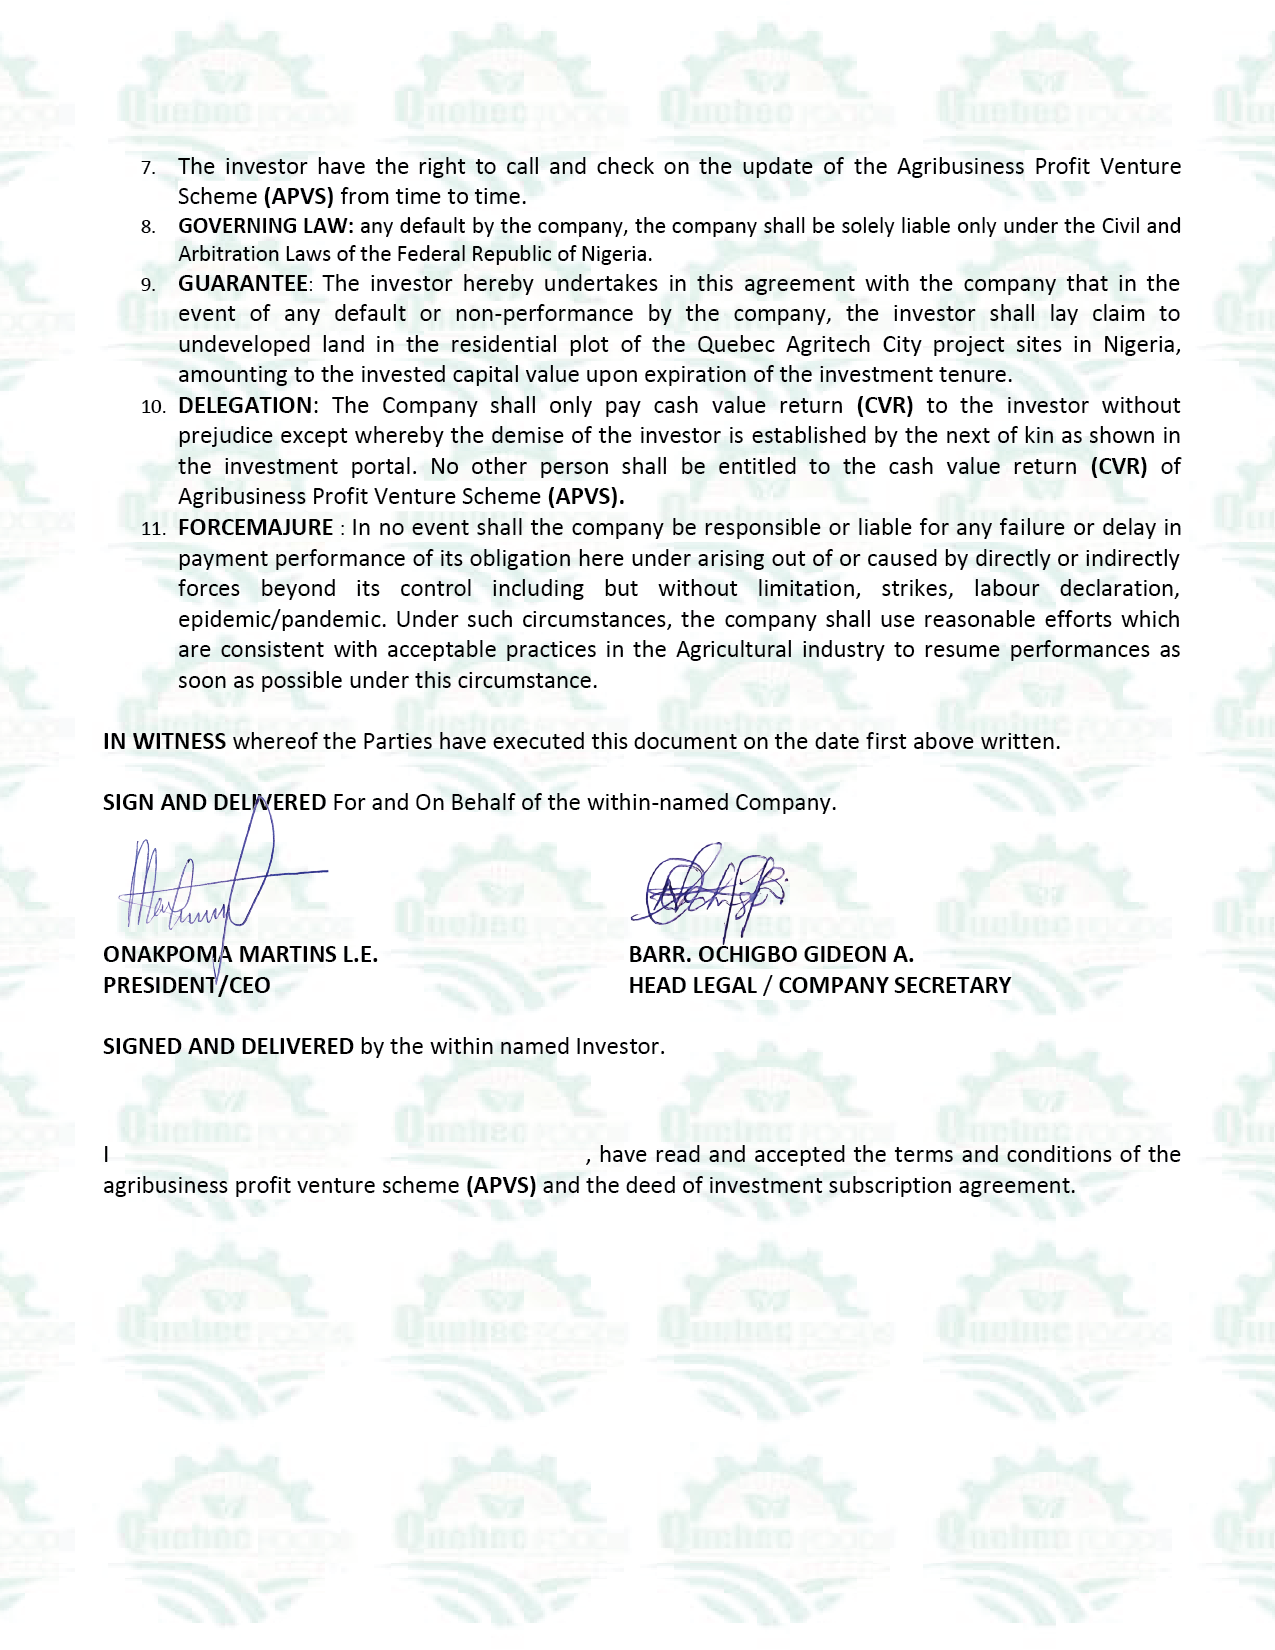 7. The investor have the right to call and check on the update of the Agribusiness Profit Venture
Scheme (APVS) from time to time.
8. GOVERNING LAW: any default by the company, the company shall be solely liable only under the Civil and
Arbitration Laws of the Federal Republic of Nigeria.
9. GUARANTEE: The investor hereby undertakes in this agreement with the company that in the
event of any default or non-performance by the company, the investor shall lay claim to
undeveloped land in the residential plot of the Quebec Agritech City project sites in Nigeria,
amounting to the invested capital value upon expiration of the investment tenure.
10. DELEGATION: The Company shall only pay cash value return (CVR) to the investor without
prejudice except whereby the demise of the investor is established by the next of kin as shown in
the investment portal. No other person shall be entitled to the cash value return (CVR) of
Agribusiness Profit Venture Scheme (APVS).
11. FORCEMAJURE : In no event shall the company be responsible or liable for any failure or delay in
payment performance of its obligation here under arising out of or caused by directly or indirectly
forces beyond its control including but without limitation, strikes, labour declaration,
epidemic/pandemic. Under such circumstances, the company shall use reasonable efforts which
are consistent with acceptable practices in the Agricultural industry to resume performances as
soon as possible under this circumstance.
IN WITNESS whereof the Parties have executed this document on the date first above written.
SIGN AND DELIVERED For and On Behalf of the within-named Company.
ONAKPOMA MARTINS L.E. BARR. OCHIGBO GIDEON A.
PRESIDENT/CEO HEAD LEGAL / COMPANY SECRETARY
SIGNED AND DELIVERED by the within named Investor.
I , have read and accepted the terms and conditions of the
agribusiness profit venture scheme (APVS) and the deed of investment subscription agreement.